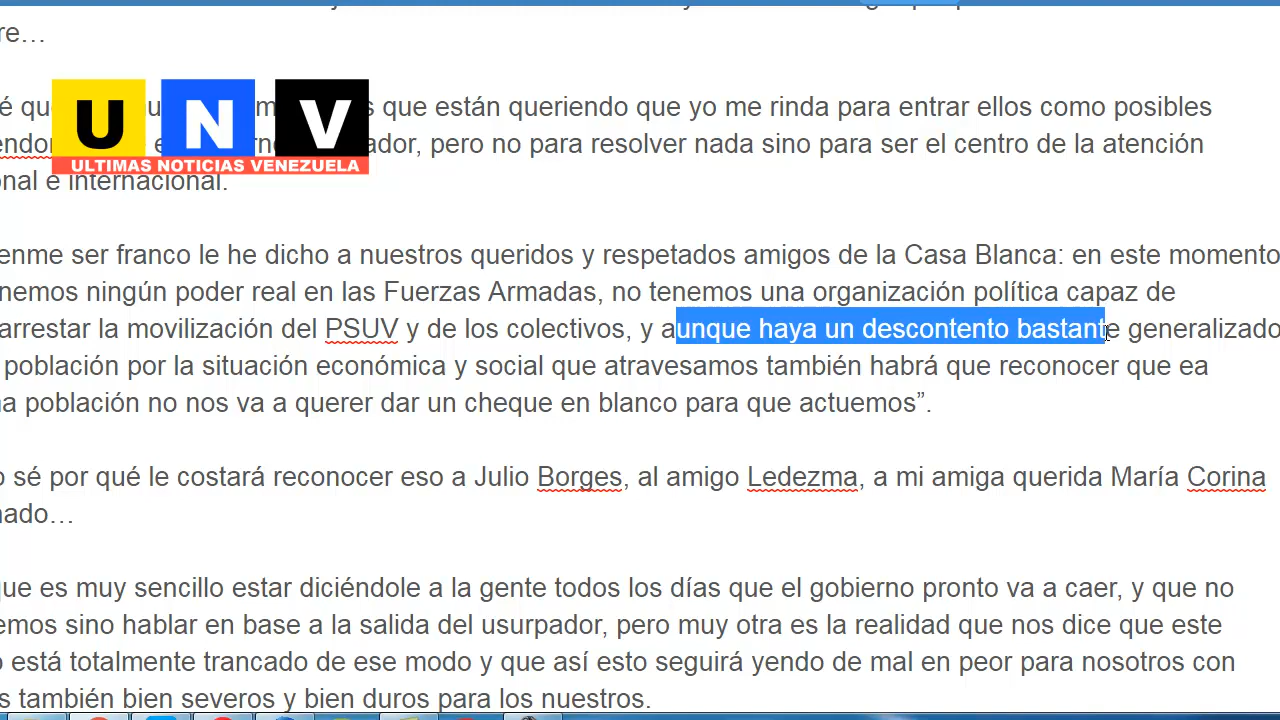 re…
é qu que están queriendo que yo me rinda para entrar ellos como posibles
ador, pero no para resolver nada sino para ser el centro de la atención
U N V
ULTIMAS NOTICIAS VENEZUELA
onal e internacional.
enme ser franco le he dicho a nuestros queridos y respetados amigos de la Casa Blanca: en este momento
nemos ningún poder real en las Fuerzas Armadas, no tenemos una organización política capaz de
arrestar la movilización del PSUV y de los colectivos, y aunque haya un descontento bastante generalizado
población por la situación económica y social que atravesamos también habrá que reconocer que ea
a población no nos va a querer dar un cheque en blanco para que actuemos”.
o sé por qué le costará reconocer eso a Julio Borges, al amigo Ledezma, a mi amiga querida María Corina
nado…
que es muy sencillo estar diciéndole a la gente todos los días que el gobierno pronto va a caer, y que no
emos sino hablar en base a la salida del usurpador, pero muy otra es la realidad que nos dice que este
o está totalmente trancado de ese modo y que así esto seguirá yendo de mal en peor para nosotros con
s también bien severos y bien duros para los nuestros.